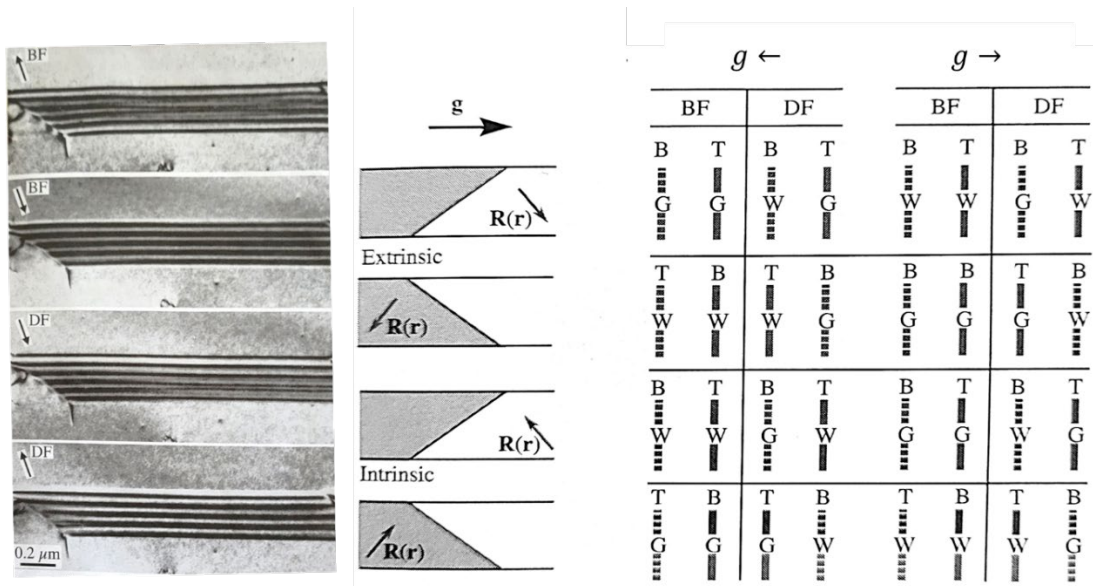 BF
BF
DF
DF
0.2 μm
g
R(r)
Extrinsic
R(r)
R(r)
Intrinsic
R(r)
g ← g →
BF DF BF DF
B T B T B T B T
G G W G W W G W
T B T B B B T B
W W W G G G G W
B T B T B T B T
W W G W G G W G
T B T B T B T B
G G G W W W W G